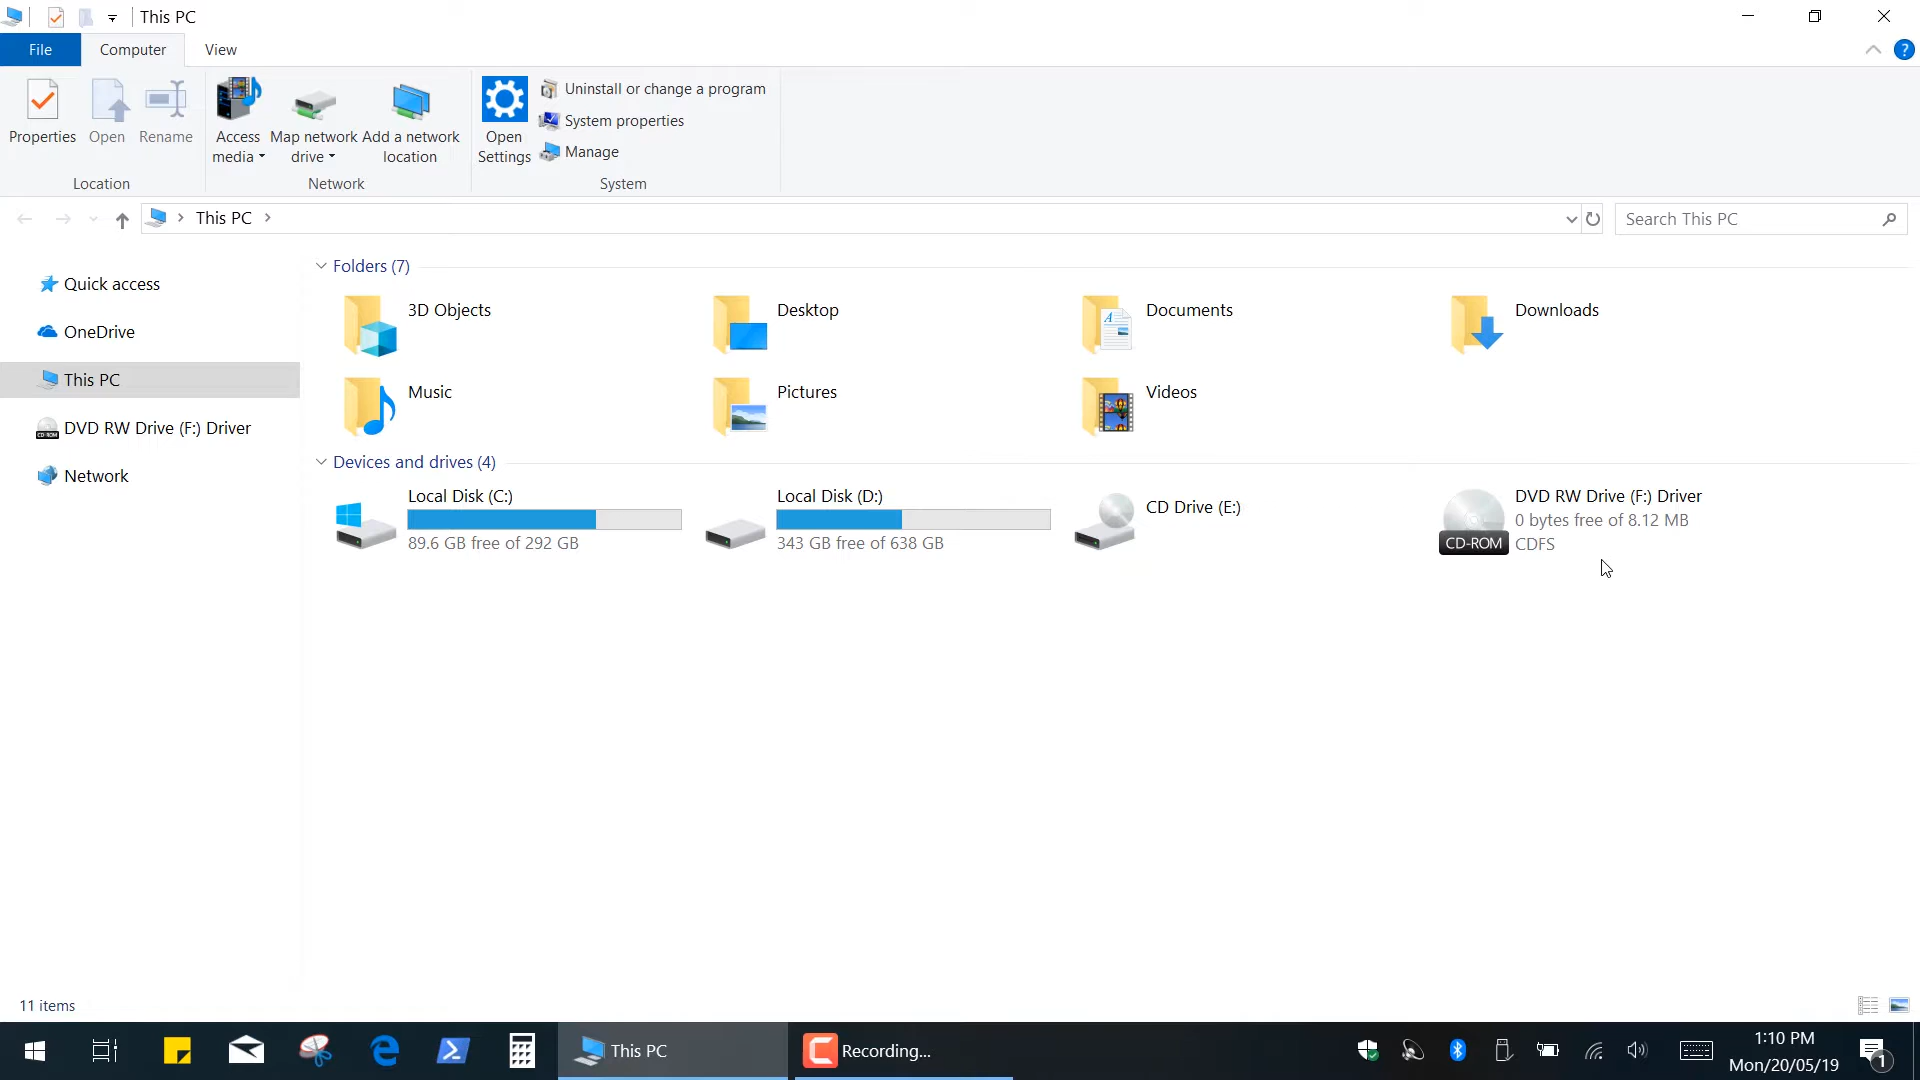 This PC
File
Computer
View
?
Properties
Open
Rename
Access media
Map network drive
Add a network location
Open Settings
Uninstall or change a program
System properties
Manage
Location
Network
System
This PC
Search This PC
Quick access
OneDrive
This PC
DVD RW Drive (F:) Driver
Network
Folders (7)
3D Objects
Desktop
Documents
Downloads
Music
Pictures
Videos
Devices and drives (4)
Local Disk (C:)
89.6 GB free of 292 GB
Local Disk (D:)
343 GB free of 638 GB
CD Drive (E:)
DVD RW Drive (F:) Driver
0 bytes free of 8.12 MB
CDFS
CD-ROM
11 items
This PC
Recording...
1:10 PM
Mon/20/05/19
1